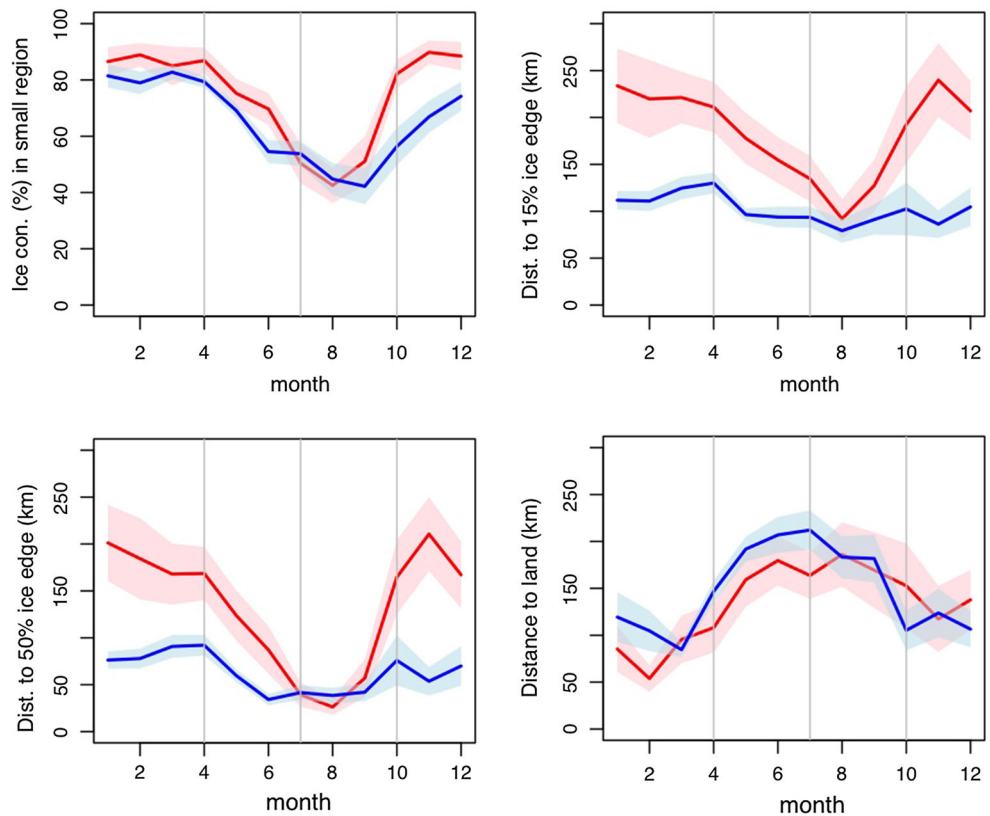 Ice con. (%) in small region
0 20 40 60 80 100
2 4 6 8 10 12
month
Dist. to 15% ice edge (km)
0 50 150 250
2 4 6 8 10 12
month
Dist. to 50% ice edge (km)
0 50 150 250
2 4 6 8 10 12
month
Distance to land (km)
0 50 150 250
2 4 6 8 10 12
month